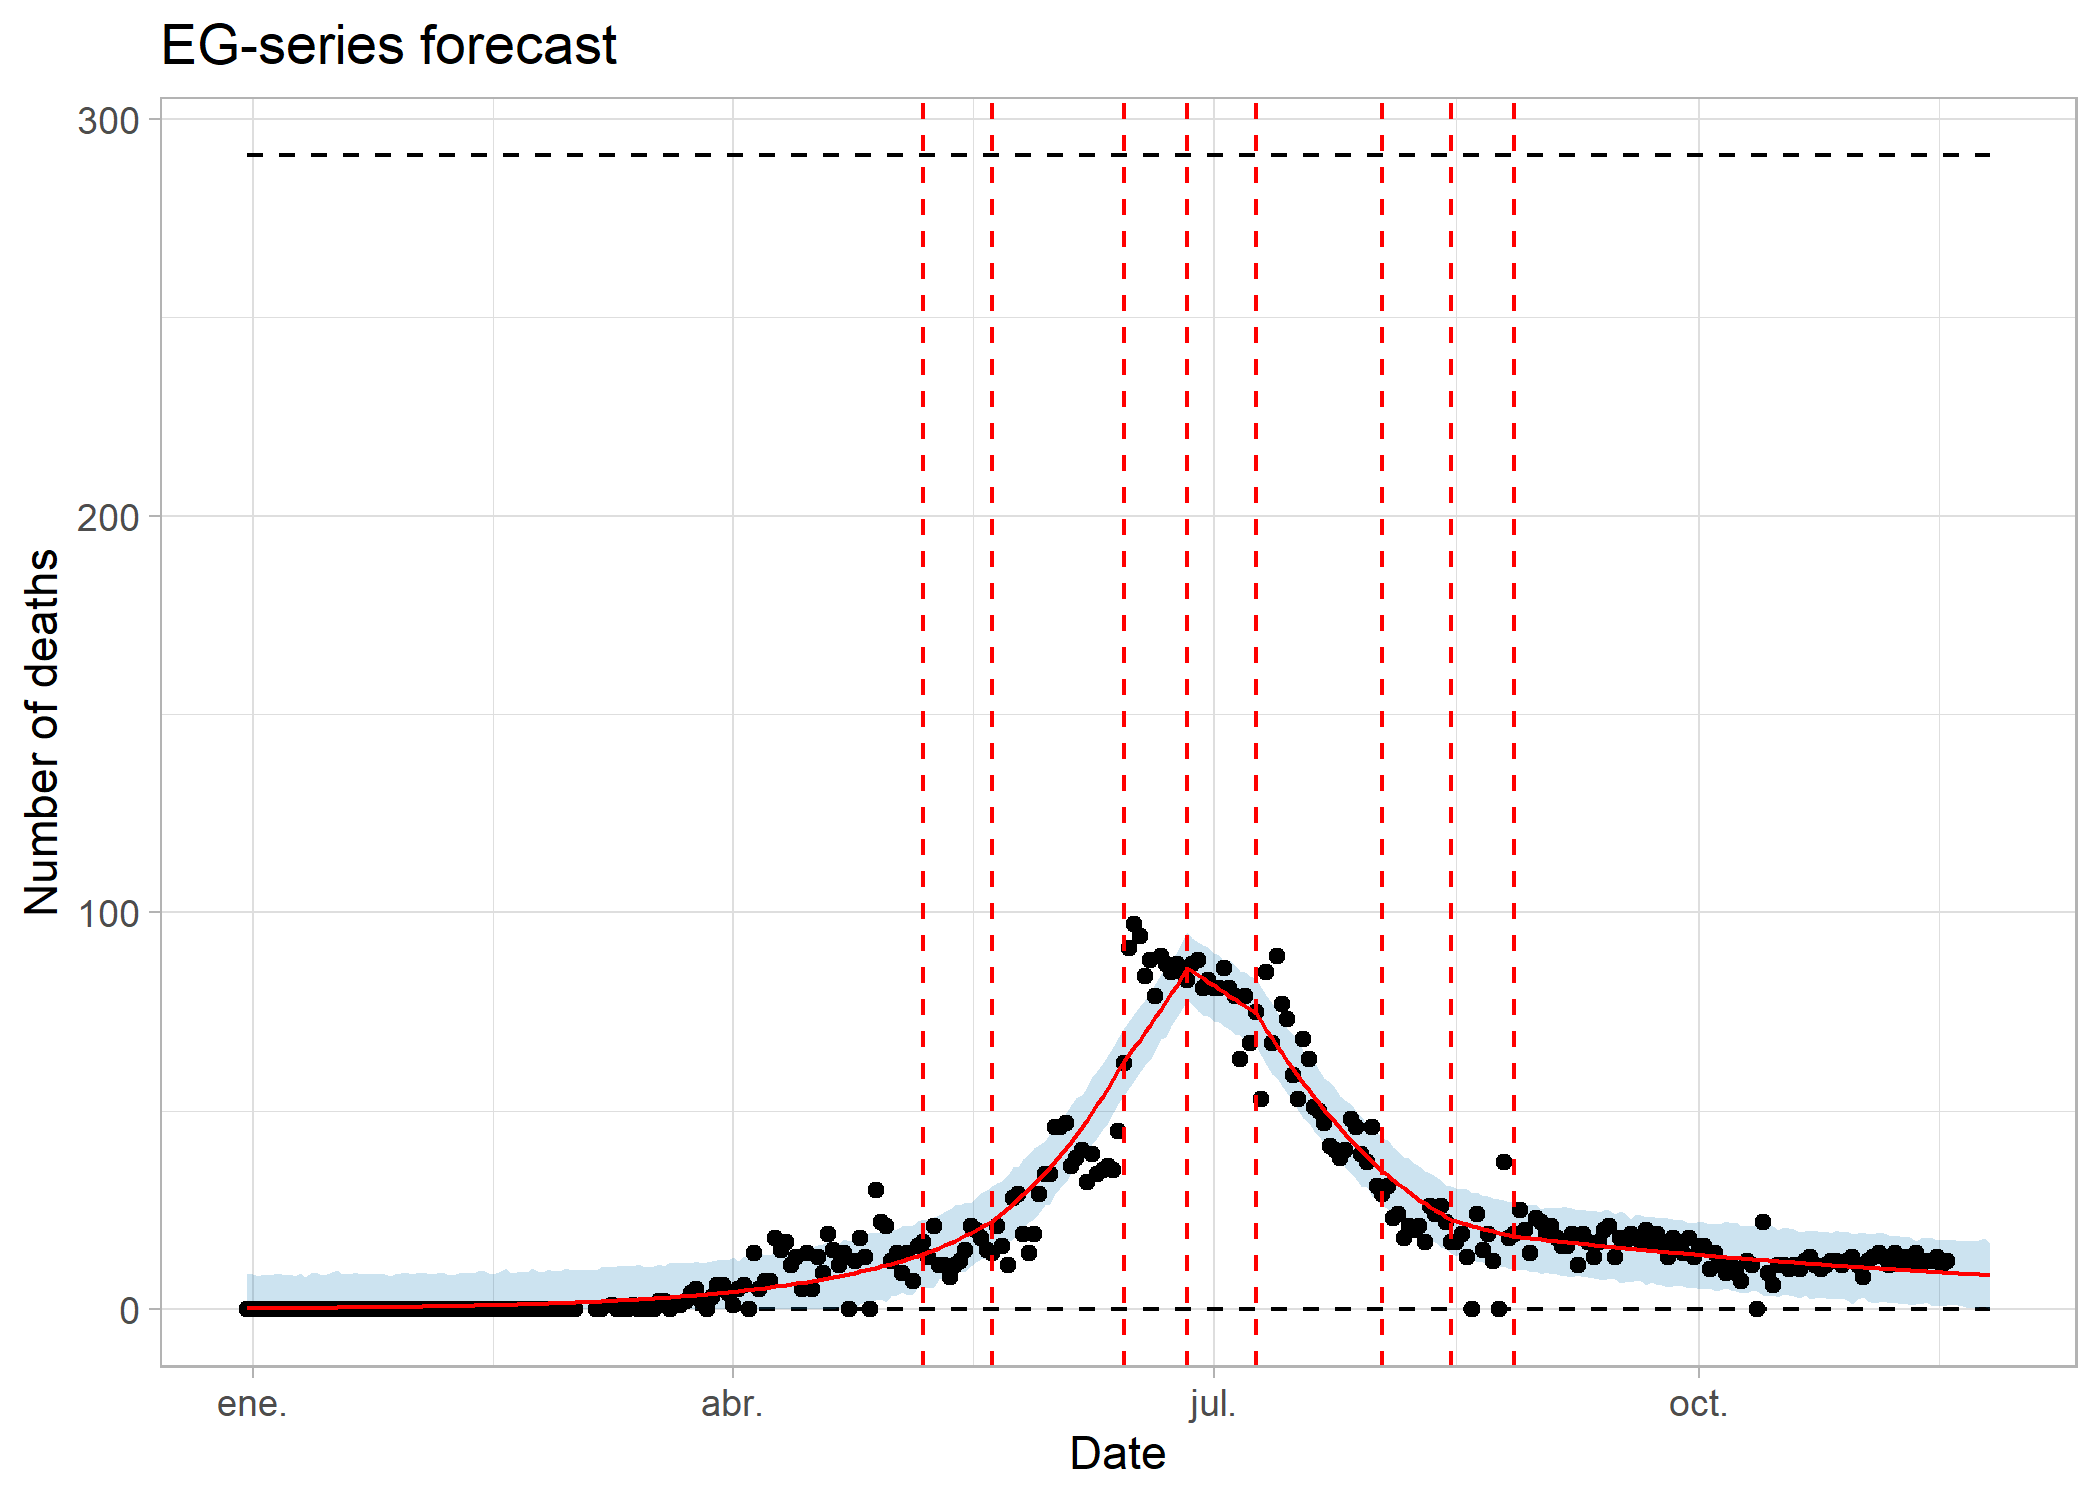 EG-series forecast
300
200
100
0
Number of deaths
ene.
abr.
jul.
oct.
Date